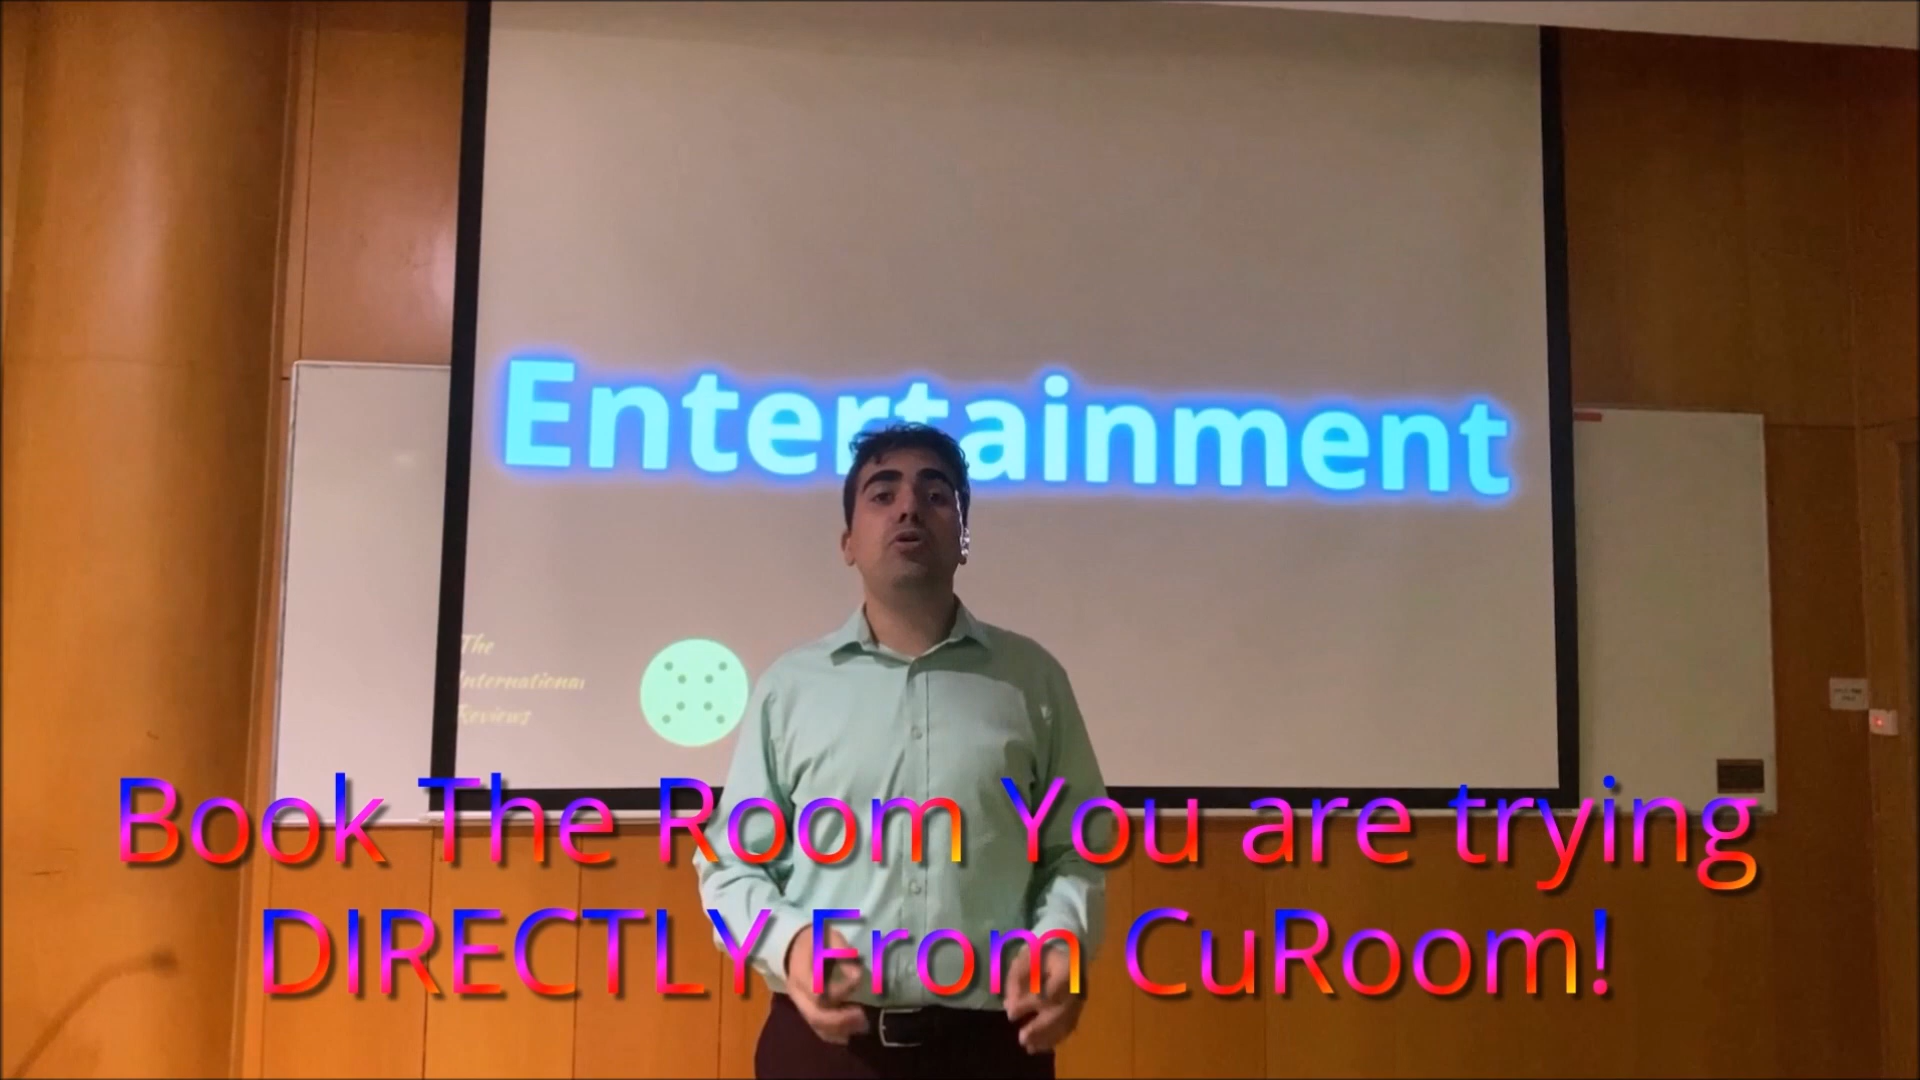 Entertainment
The
International
Reviews
Book The Room You are trying
DIRECTLY From CuRoom!